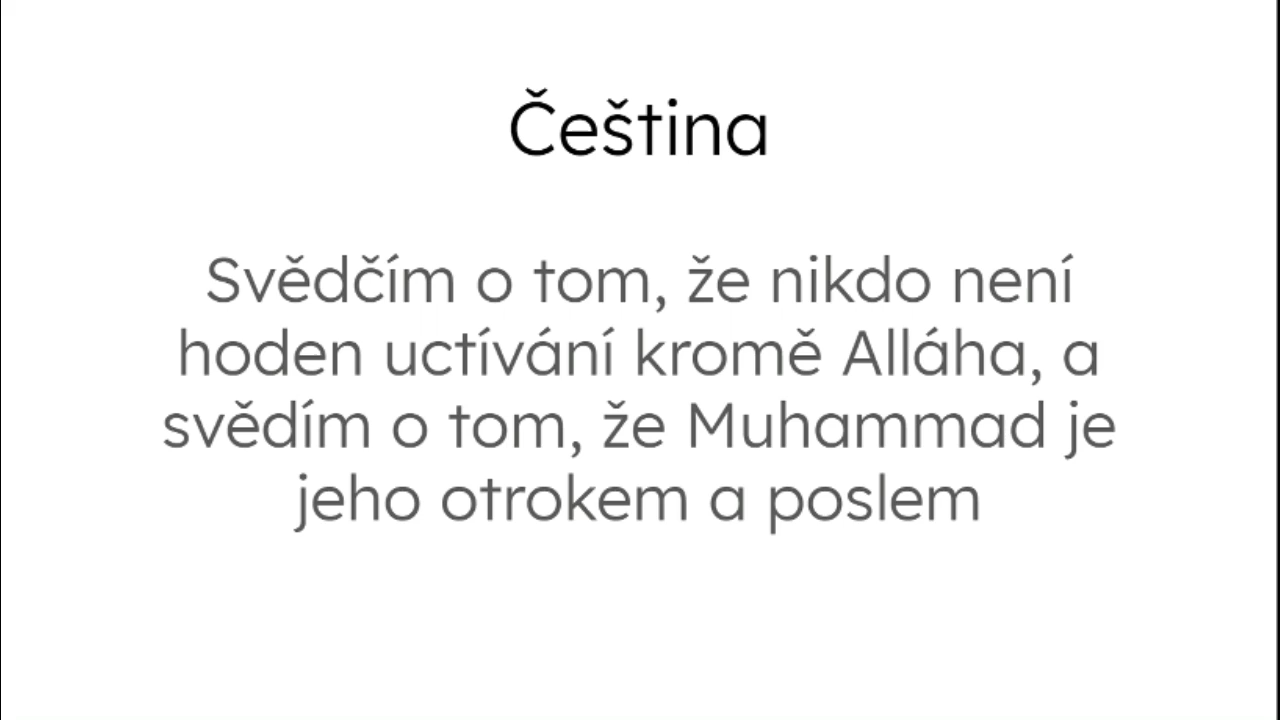 Čeština
Svědčím o tom, že nikdo není
hoden uctívání kromě Alláha, a
svědím o tom, že Muhammad je
jeho otrokem a poslem